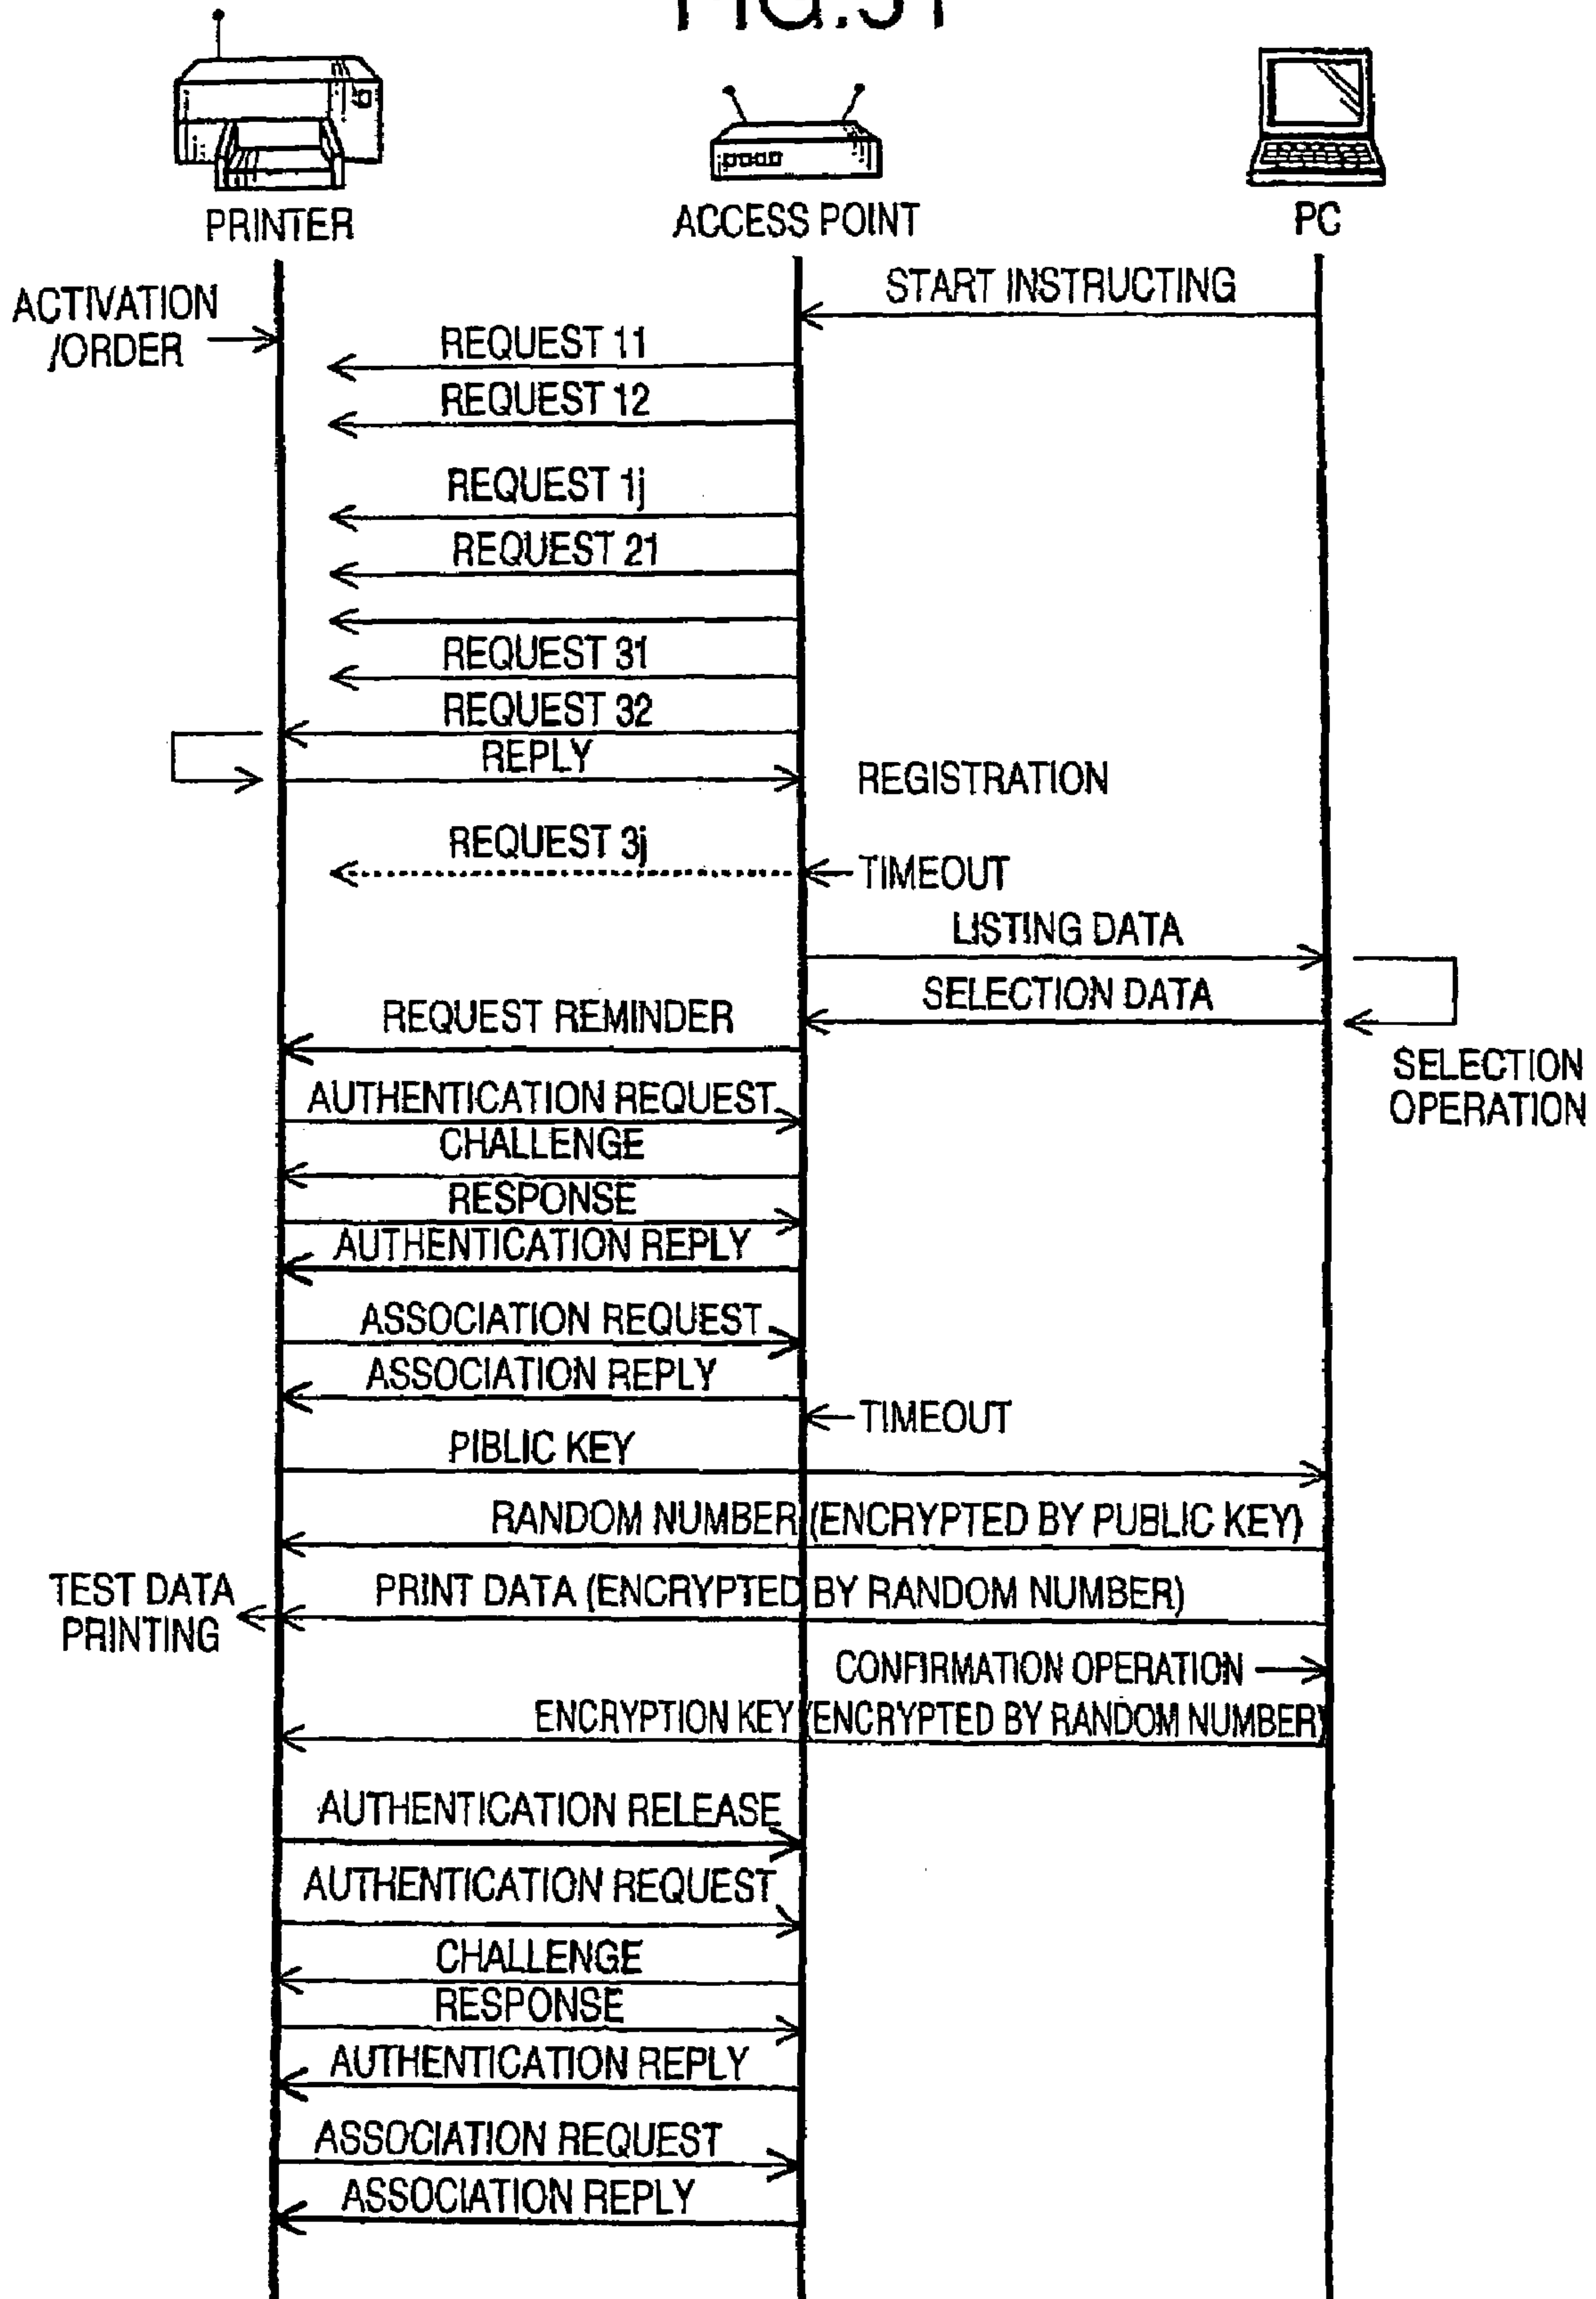 FIG.31
PRINTER
ACCESS POINT
PC
START INSTRUCTING
ACTIVATION
/ORDER
REQUEST 11
REQUEST 12
REQUEST 1j
REQUEST 21
REQUEST 31
REQUEST 32
REPLY
REGISTRATION
REQUEST 3j
TIMEOUT
LISTING DATA
SELECTION DATA
REQUEST REMINDER
SELECTION
OPERATION
AUTHENTICATION REQUEST
CHALLENGE
RESPONSE
AUTHENTICATION REPLY
ASSOCIATION REQUEST
ASSOCIATION REPLY
TIMEOUT
PIBLIC KEY
RANDOM NUMBER (ENCRYPTED BY PUBLIC KEY)
TEST DATA
PRINTING
PRINT DATA (ENCRYPTED BY RANDOM NUMBER)
CONFIRMATION OPERATION
ENCRYPTION KEY (ENCRYPTED BY RANDOM NUMBER)
AUTHENTICATION RELEASE
AUTHENTICATION REQUEST
CHALLENGE
RESPONSE
AUTHENTICATION REPLY
ASSOCIATION REQUEST
ASSOCIATION REPLY